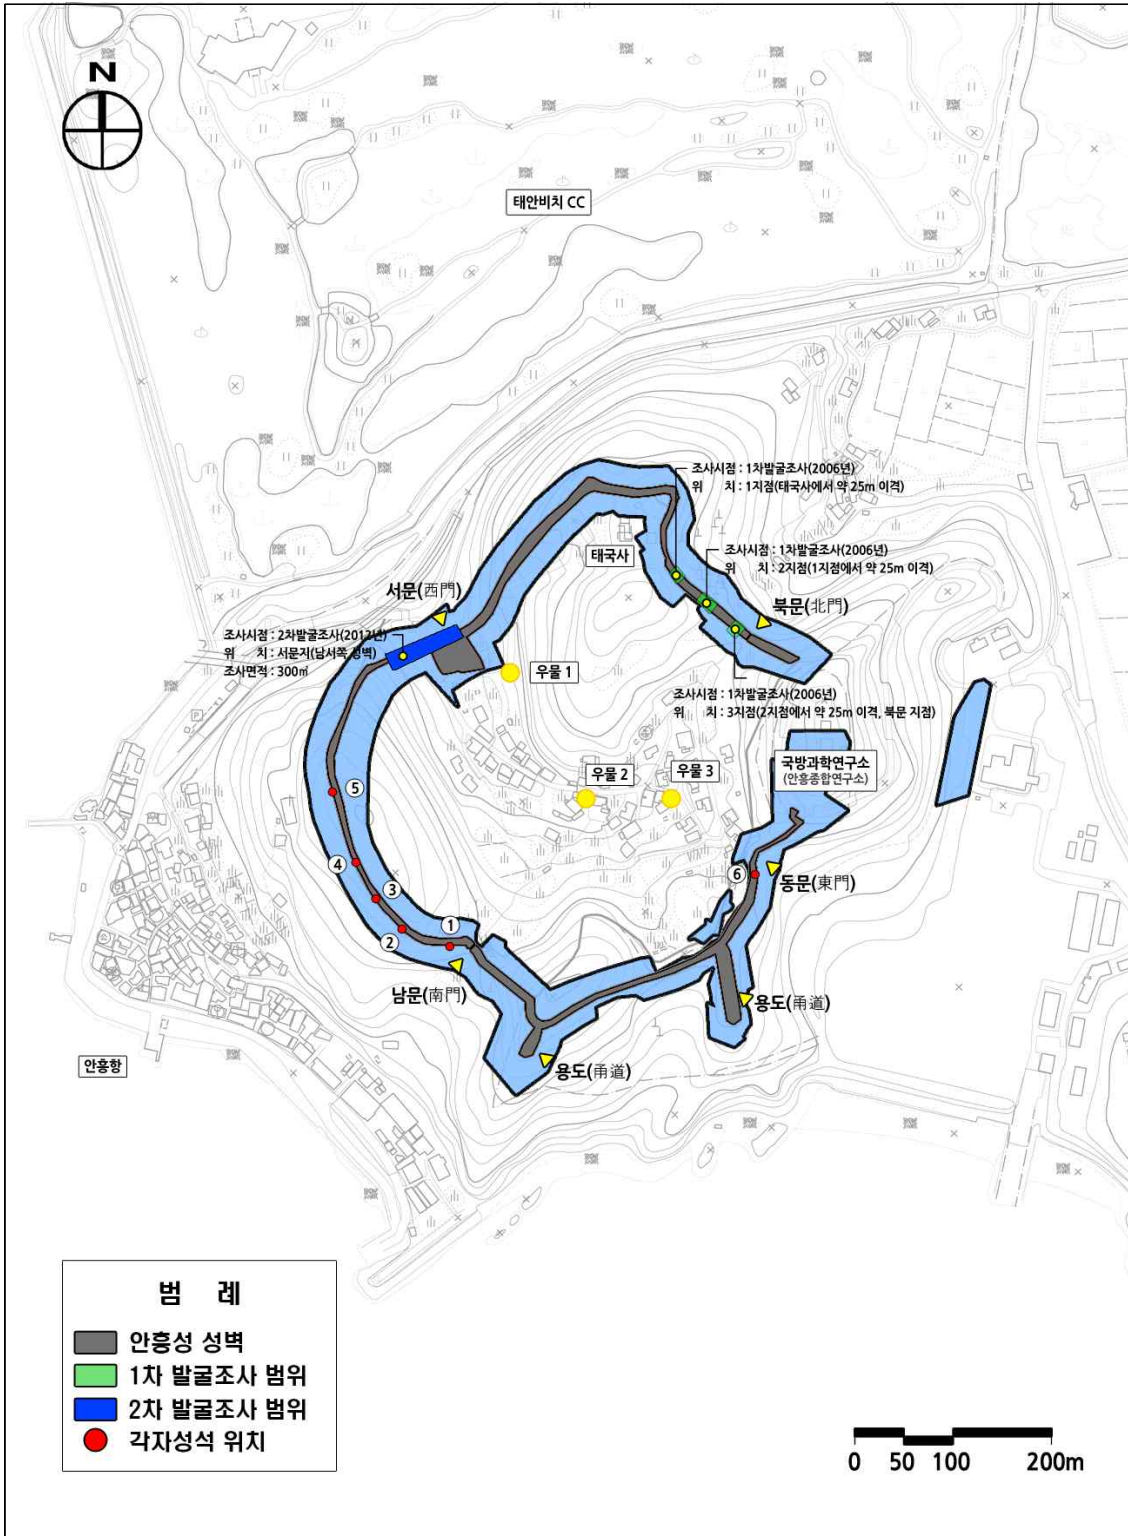 N
태안비치 CC
조사시점 : 1차발굴조사(2006년)
위 치 : 1지점(태국사에서 약 25m 이격)
태국사
조사시점 : 1차발굴조사(2006년)
위 치 : 2지점(1지점에서 약 25m 이격)
서문(西門)
북문(北門)
조사시점 : 2차발굴조사(2012년)
위 치 : 서문지(남서쪽 성벽)
조사면적 : 300㎡
우물 1
조사시점 : 1차발굴조사(2006년)
위 치 : 3지점(2지점에서 약 25m 이격, 북문 지점)
P
국방과학연구소
(안흥종합연구소)
우물 2
우물 3
⑤
④
⑥
동문(東門)
③
①
②
남문(南門)
용도(甬道)
안흥항
용도(甬道)
범 례
안흥성 성벽
1차 발굴조사 범위
2차 발굴조사 범위
각자성석 위치
0 50 100 200m